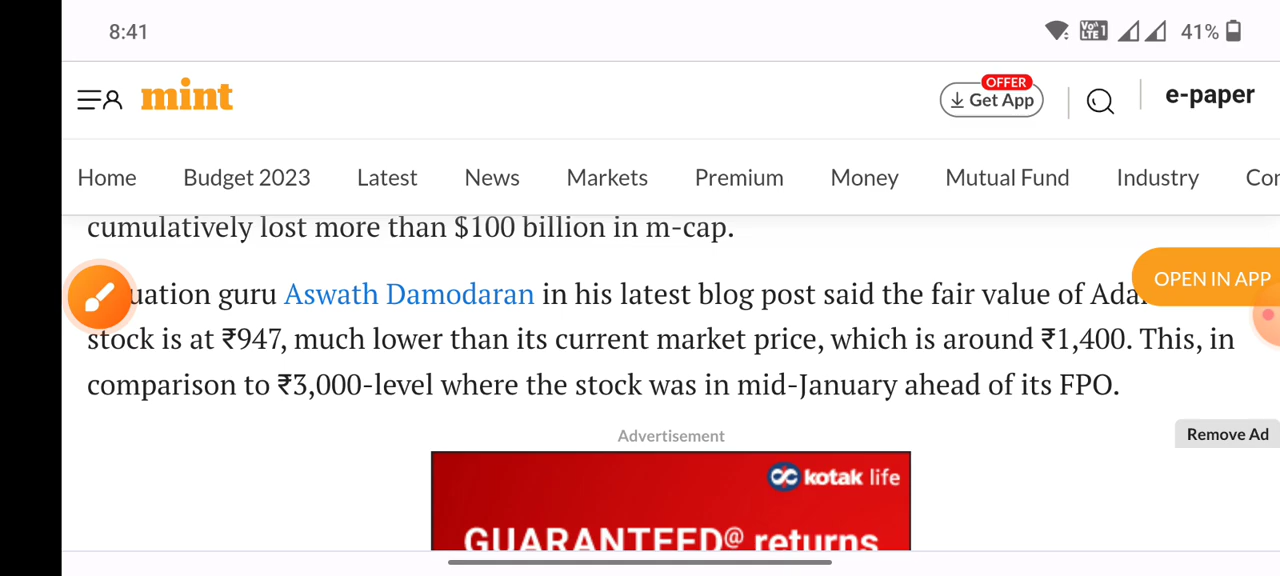 8:41
VoLTE1 41%
mint
OFFER
Get App
e-paper
Home Budget 2023 Latest News Markets Premium Money Mutual Fund Industry
cumulatively lost more than $100 billion in m-cap.
guru Aswath Damodaran in his latest blog post said the fair value of
OPEN IN APP
stock is at ₹947, much lower than its current market price, which is around ₹1,400. This, in
comparison to ₹3,000-level where the stock was in mid-January ahead of its FPO.
Advertisement
Remove Ad
kotak life
GUARANTEED@ returns